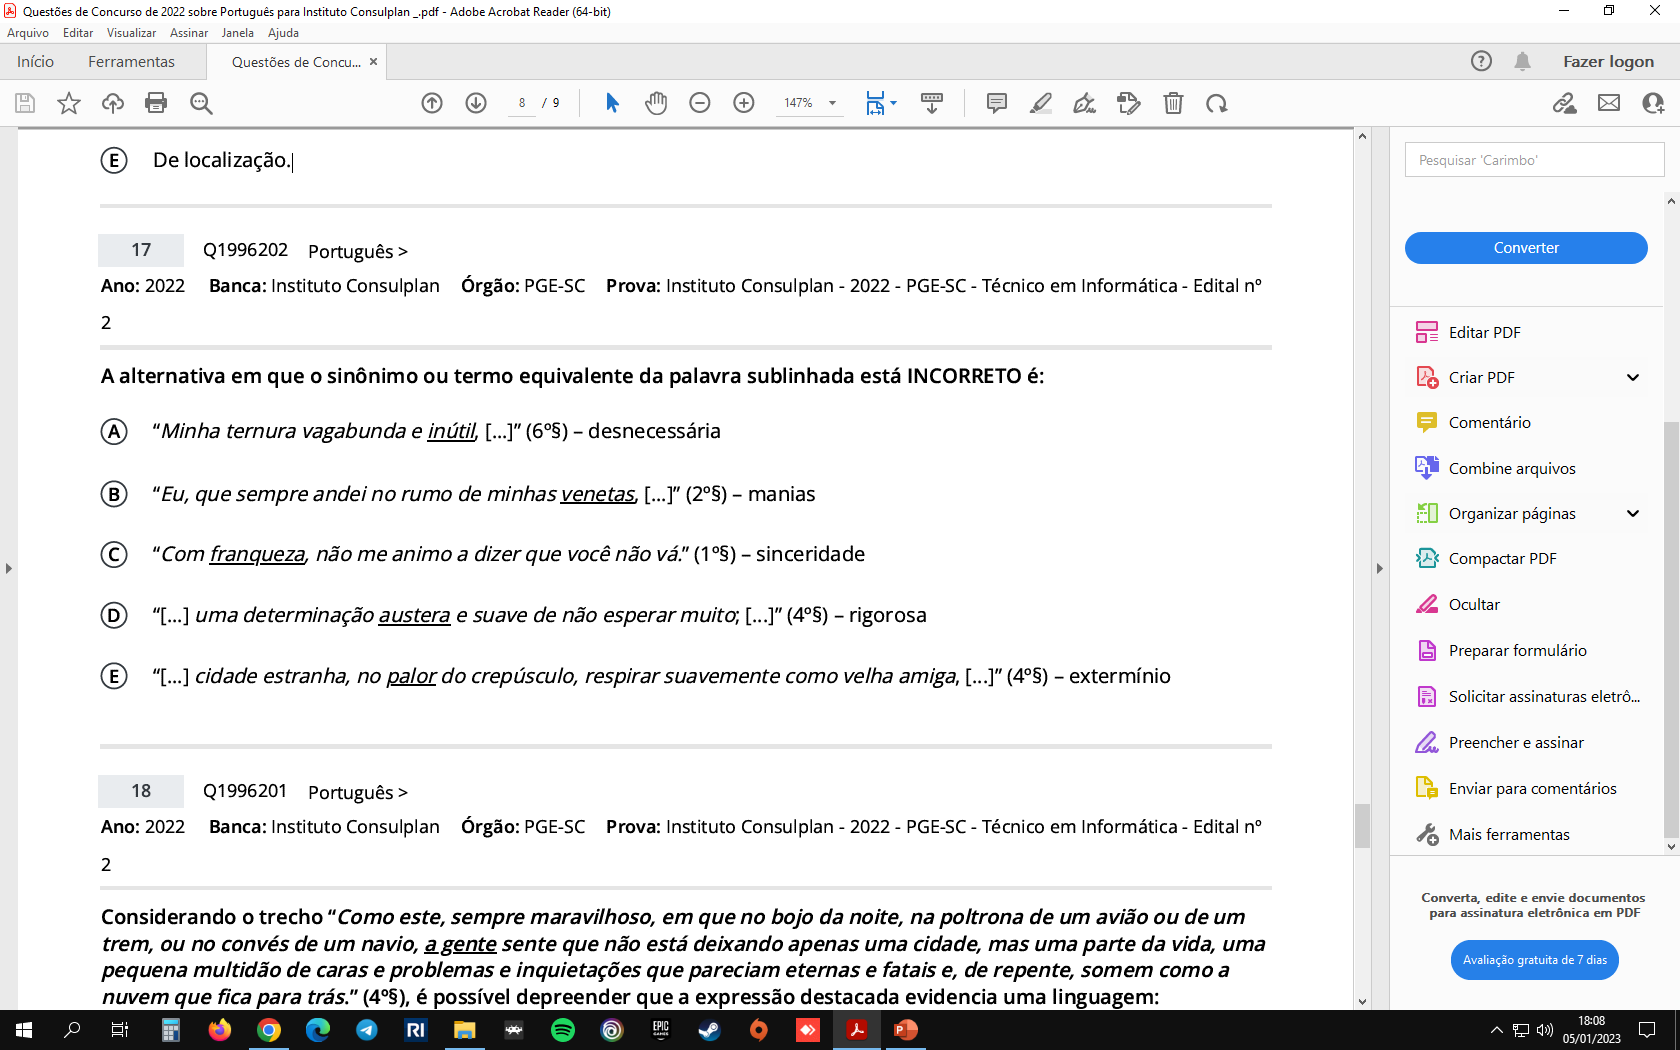 Questões de Concurso de 2022 sobre Português para Instituto Consulplan _.pdf - Adobe Acrobat Reader (64-bit)
Arquivo Editar Visualizar Assinar Janela Ajuda
Início Ferramentas Questões de Concu... × Fazer logon
8 / 9 147%
E De localização.
17 Q1996202 Português >
Ano: 2022 Banca: Instituto Consulplan Órgão: PGE-SC Prova: Instituto Consulplan - 2022 - PGE-SC - Técnico em Informática - Edital nº
2
A alternativa em que o sinônimo ou termo equivalente da palavra sublinhada está INCORRETO é:
A “Minha ternura vagabunda e inútil, [...]” (6º§) – desnecessária
B “Eu, que sempre andei no rumo de minhas venetas, [...]” (2º§) – manias
C “Com franqueza, não me animo a dizer que você não vá.” (1º§) – sinceridade
D “[...] uma determinação austera e suave de não esperar muito; [...]” (4º§) – rigorosa
E “[...] cidade estranha, no palor do crepúsculo, respirar suavemente como velha amiga, [...]” (4º§) – extermínio
18 Q1996201 Português >
Ano: 2022 Banca: Instituto Consulplan Órgão: PGE-SC Prova: Instituto Consulplan - 2022 - PGE-SC - Técnico em Informática - Edital nº
2
Considerando o trecho “Como este, sempre maravilhoso, em que no bojo da noite, na poltrona de um avião ou de um
trem, ou no convés de um navio, a gente sente que não está deixando apenas uma cidade, mas uma parte da vida, uma
pequena multidão de caras e problemas e inquietações que pareciam eternas e fatais e, de repente, somem como a
nuvem que fica para trás.” (4º§), é possível depreender que a expressão destacada evidencia uma linguagem:
Pesquisar 'Carimbo'
Converter
Editar PDF
Criar PDF
Comentário
Combine arquivos
Organizar páginas
Compactar PDF
Ocultar
Preparar formulário
Solicitar assinaturas eletrô...
Preencher e assinar
Enviar para comentários
Mais ferramentas
Converta, edite e envie documentos
para assinatura eletrônica em PDF
Avaliação gratuita de 7 dias
RI
EPIC GAMES
18:08
05/01/2023